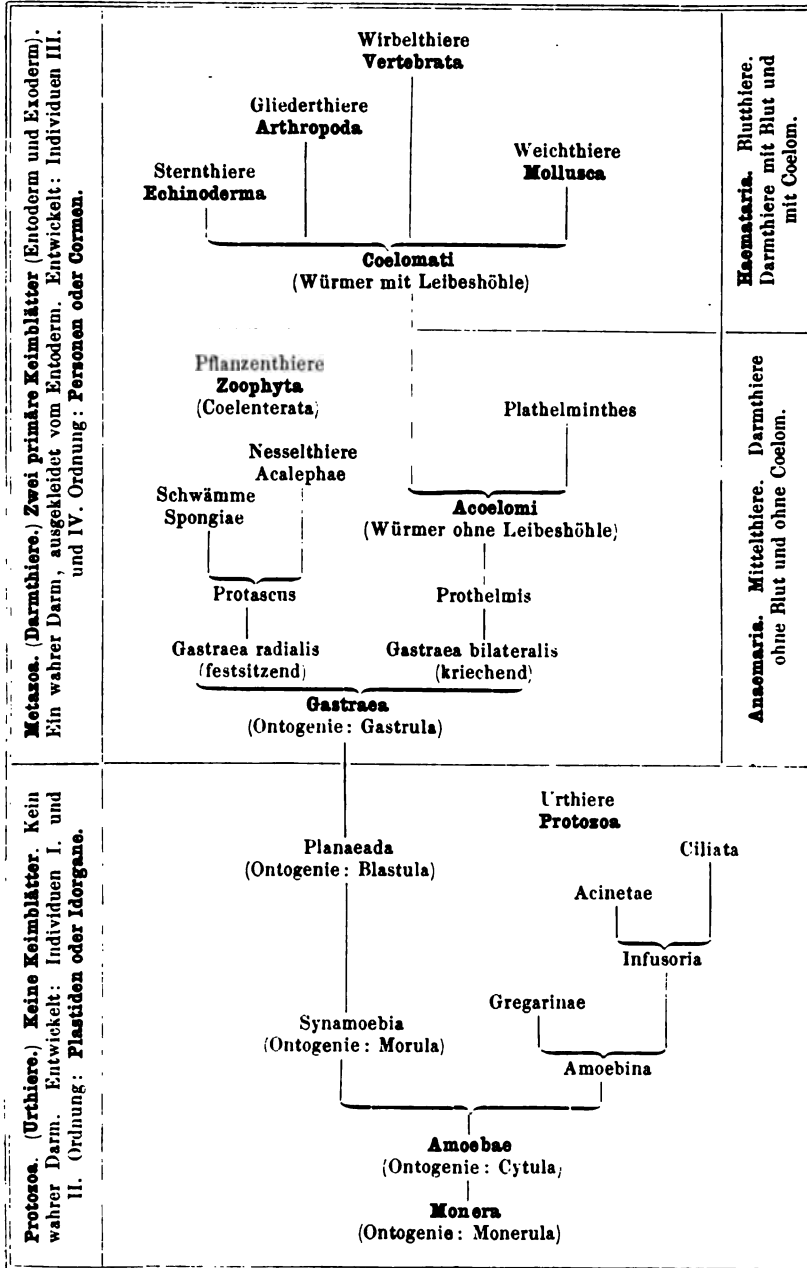 Metazoa. (Darmthiere.) Zwei primäre Keimblätter (Entoderm und Exoderm).
Ein wahrer Darm, ausgekleidet vom Entoderm. Entwickelt: Individuen III.
und IV. Ordnung: Personen oder Cormen.
Wirbelthiere
Vertebrata
Gliederthiere
Arthropoda
Sternthiere
Echinoderma
Weichthiere
Mollusca
Coelomati
(Würmer mit Leibeshöhle)
Haemataria. Blutthiere.
Darmthiere mit Blut und
mit Coelom.
Pflanzenthiere
Zoophyta
(Coelenterata)
Nesselthiere
Acalephae
Schwämme
Spongiae
Plathelminthes
Acoelomi
(Würmer ohne Leibeshöhle)
Protascus
Prothelmis
Gastraea radialis
(festsitzend)
Gastraea bilateralis
(kriechend)
Gastraea
(Ontogenie: Gastrula)
Anaemaria. Mittelthiere. Darmthiere
ohne Blut und ohne Coelom.
Protozoa. (Urthiere.) Keine Keimblätter. Kein
wahrer Darm. Entwickelt: Individuen I. und
II. Ordnung: Plastiden oder Idorgane.
Urthiere
Protozoa
Planaeada
(Ontogenie: Blastula)
Ciliata
Acinetae
Infusoria
Gregarinae
Synamoebia
(Ontogenie: Morula)
Amoebina
Amoebae
(Ontogenie: Cytula)
Monera
(Ontogenie: Monerula)